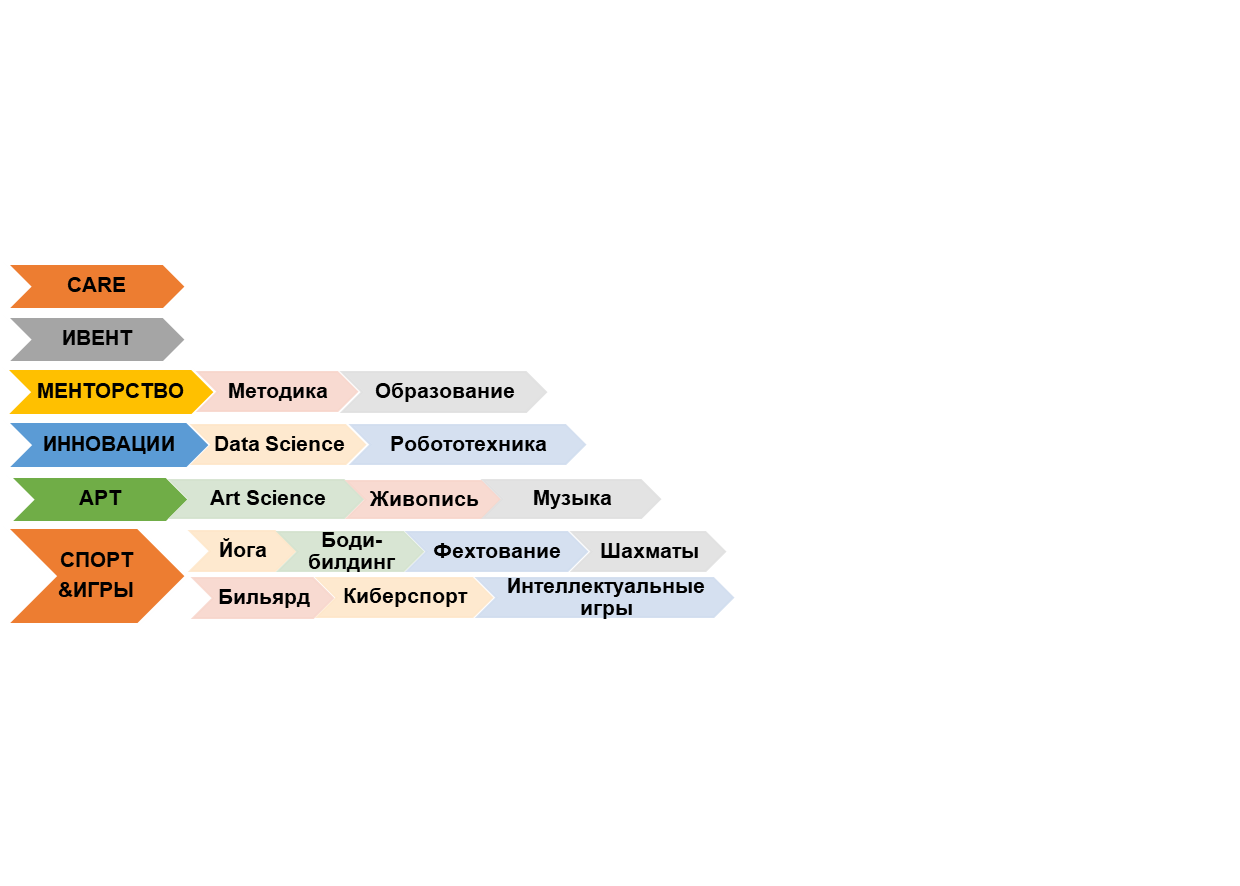 CARE
ИВЕНТ
МЕНТОРСТВО Методика Образование
ИННОВАЦИИ Data Science Робототехника
АРТ Art Science Живопись Музыка
СПОРТ
&ИГРЫ
Йога Боди-
билдинг Фехтование Шахматы
Бильярд Киберспорт Интеллектуальные
игры